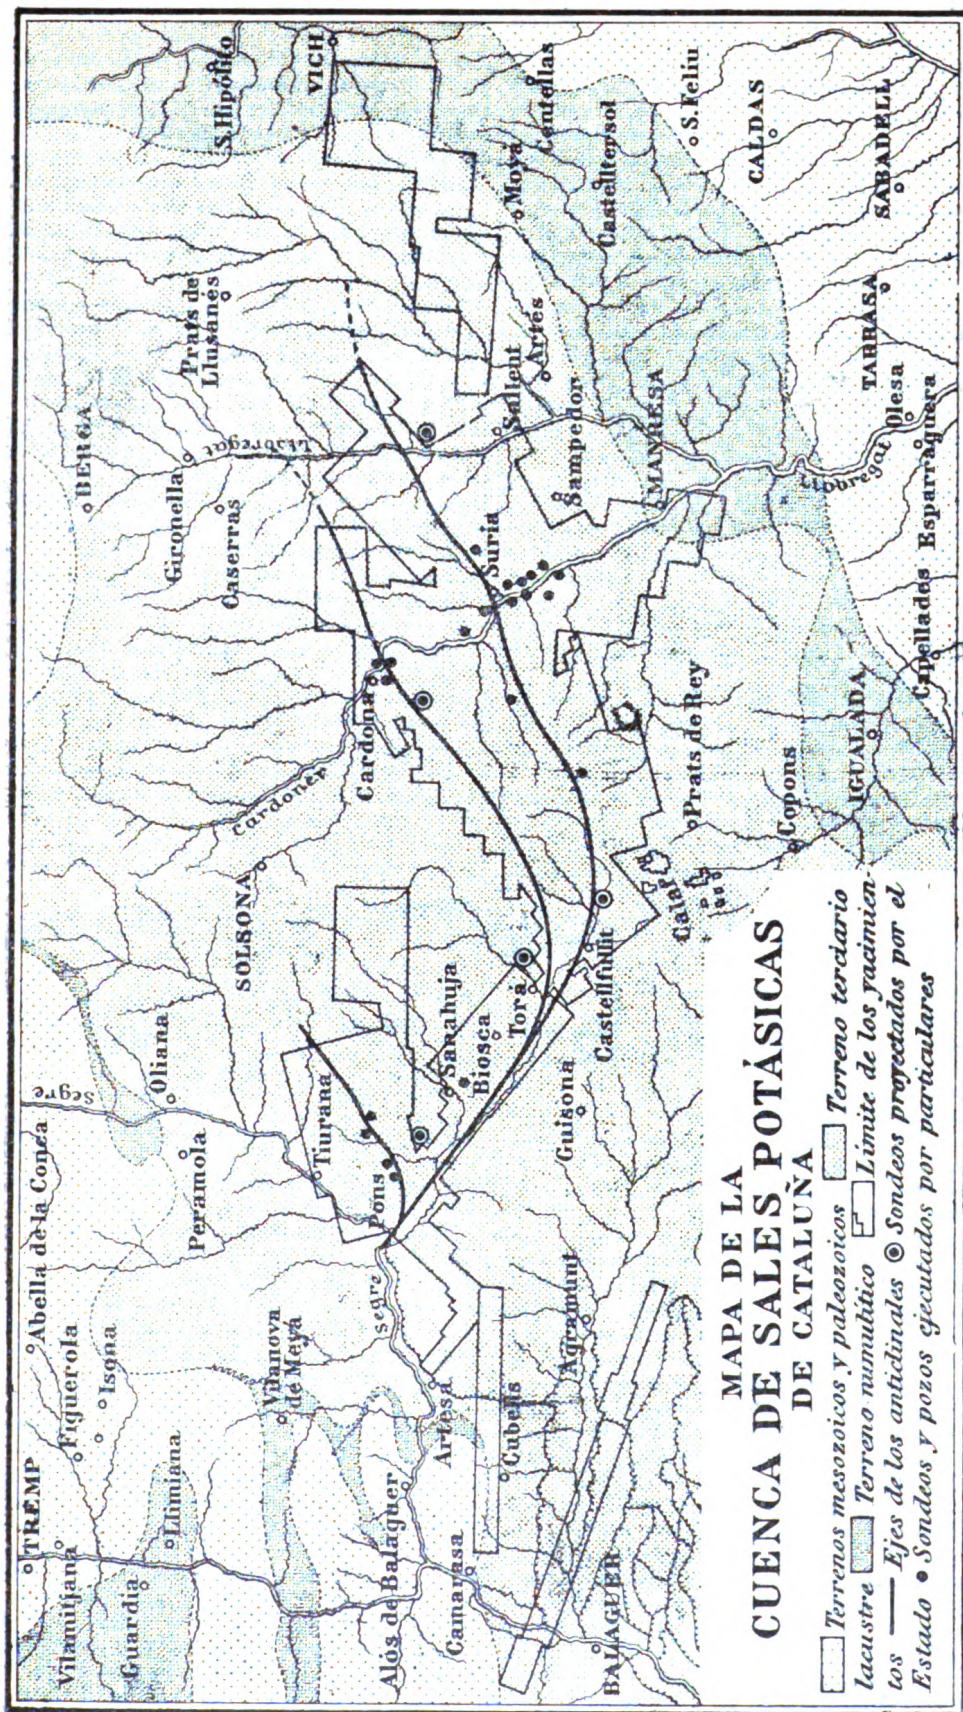 TREMP
Vilamitjana
Guardia
Llimiana
Figuerola
Isona
Abella de la Conca
Segre
Oliana
Peramola
SOLSONA
Cardoner
BERGA
Gironella
Caserras
Llobregat
Prats de
Llusanés
S. Hipólito
VICH
Vilanova
de Meyá
Alós de Balaguer
Camarasa
BALAGUER
Artesa
Segre
Cubells
Agramunt
Pons
Tiurana
Sanahuja
Biosca
Torá
Guisona
Castellfullit
Cardona
Suria
Sallent
Artés
Sampedor
MANRESA
Moyá
Centellas
Castelltersol
S. Feliu
CALDAS
SABADELL
TARRASA
Olesa
Esparraguera
Llobregat
Capellades
IGUALADA
Copons
Prats de Rey
Calaf
MAPA DE LA
CUENCA DE SALES POTÁSICAS
DE CATALUÑA
Terrenos mesozoicos y paleozoicos Terreno terciario
lacustre Terreno numulítico Límite de los yacimien-
tos Ejes de los anticlinales Sondeos proyectados por el
Estado Sondeos y pozos ejecutados por particulares